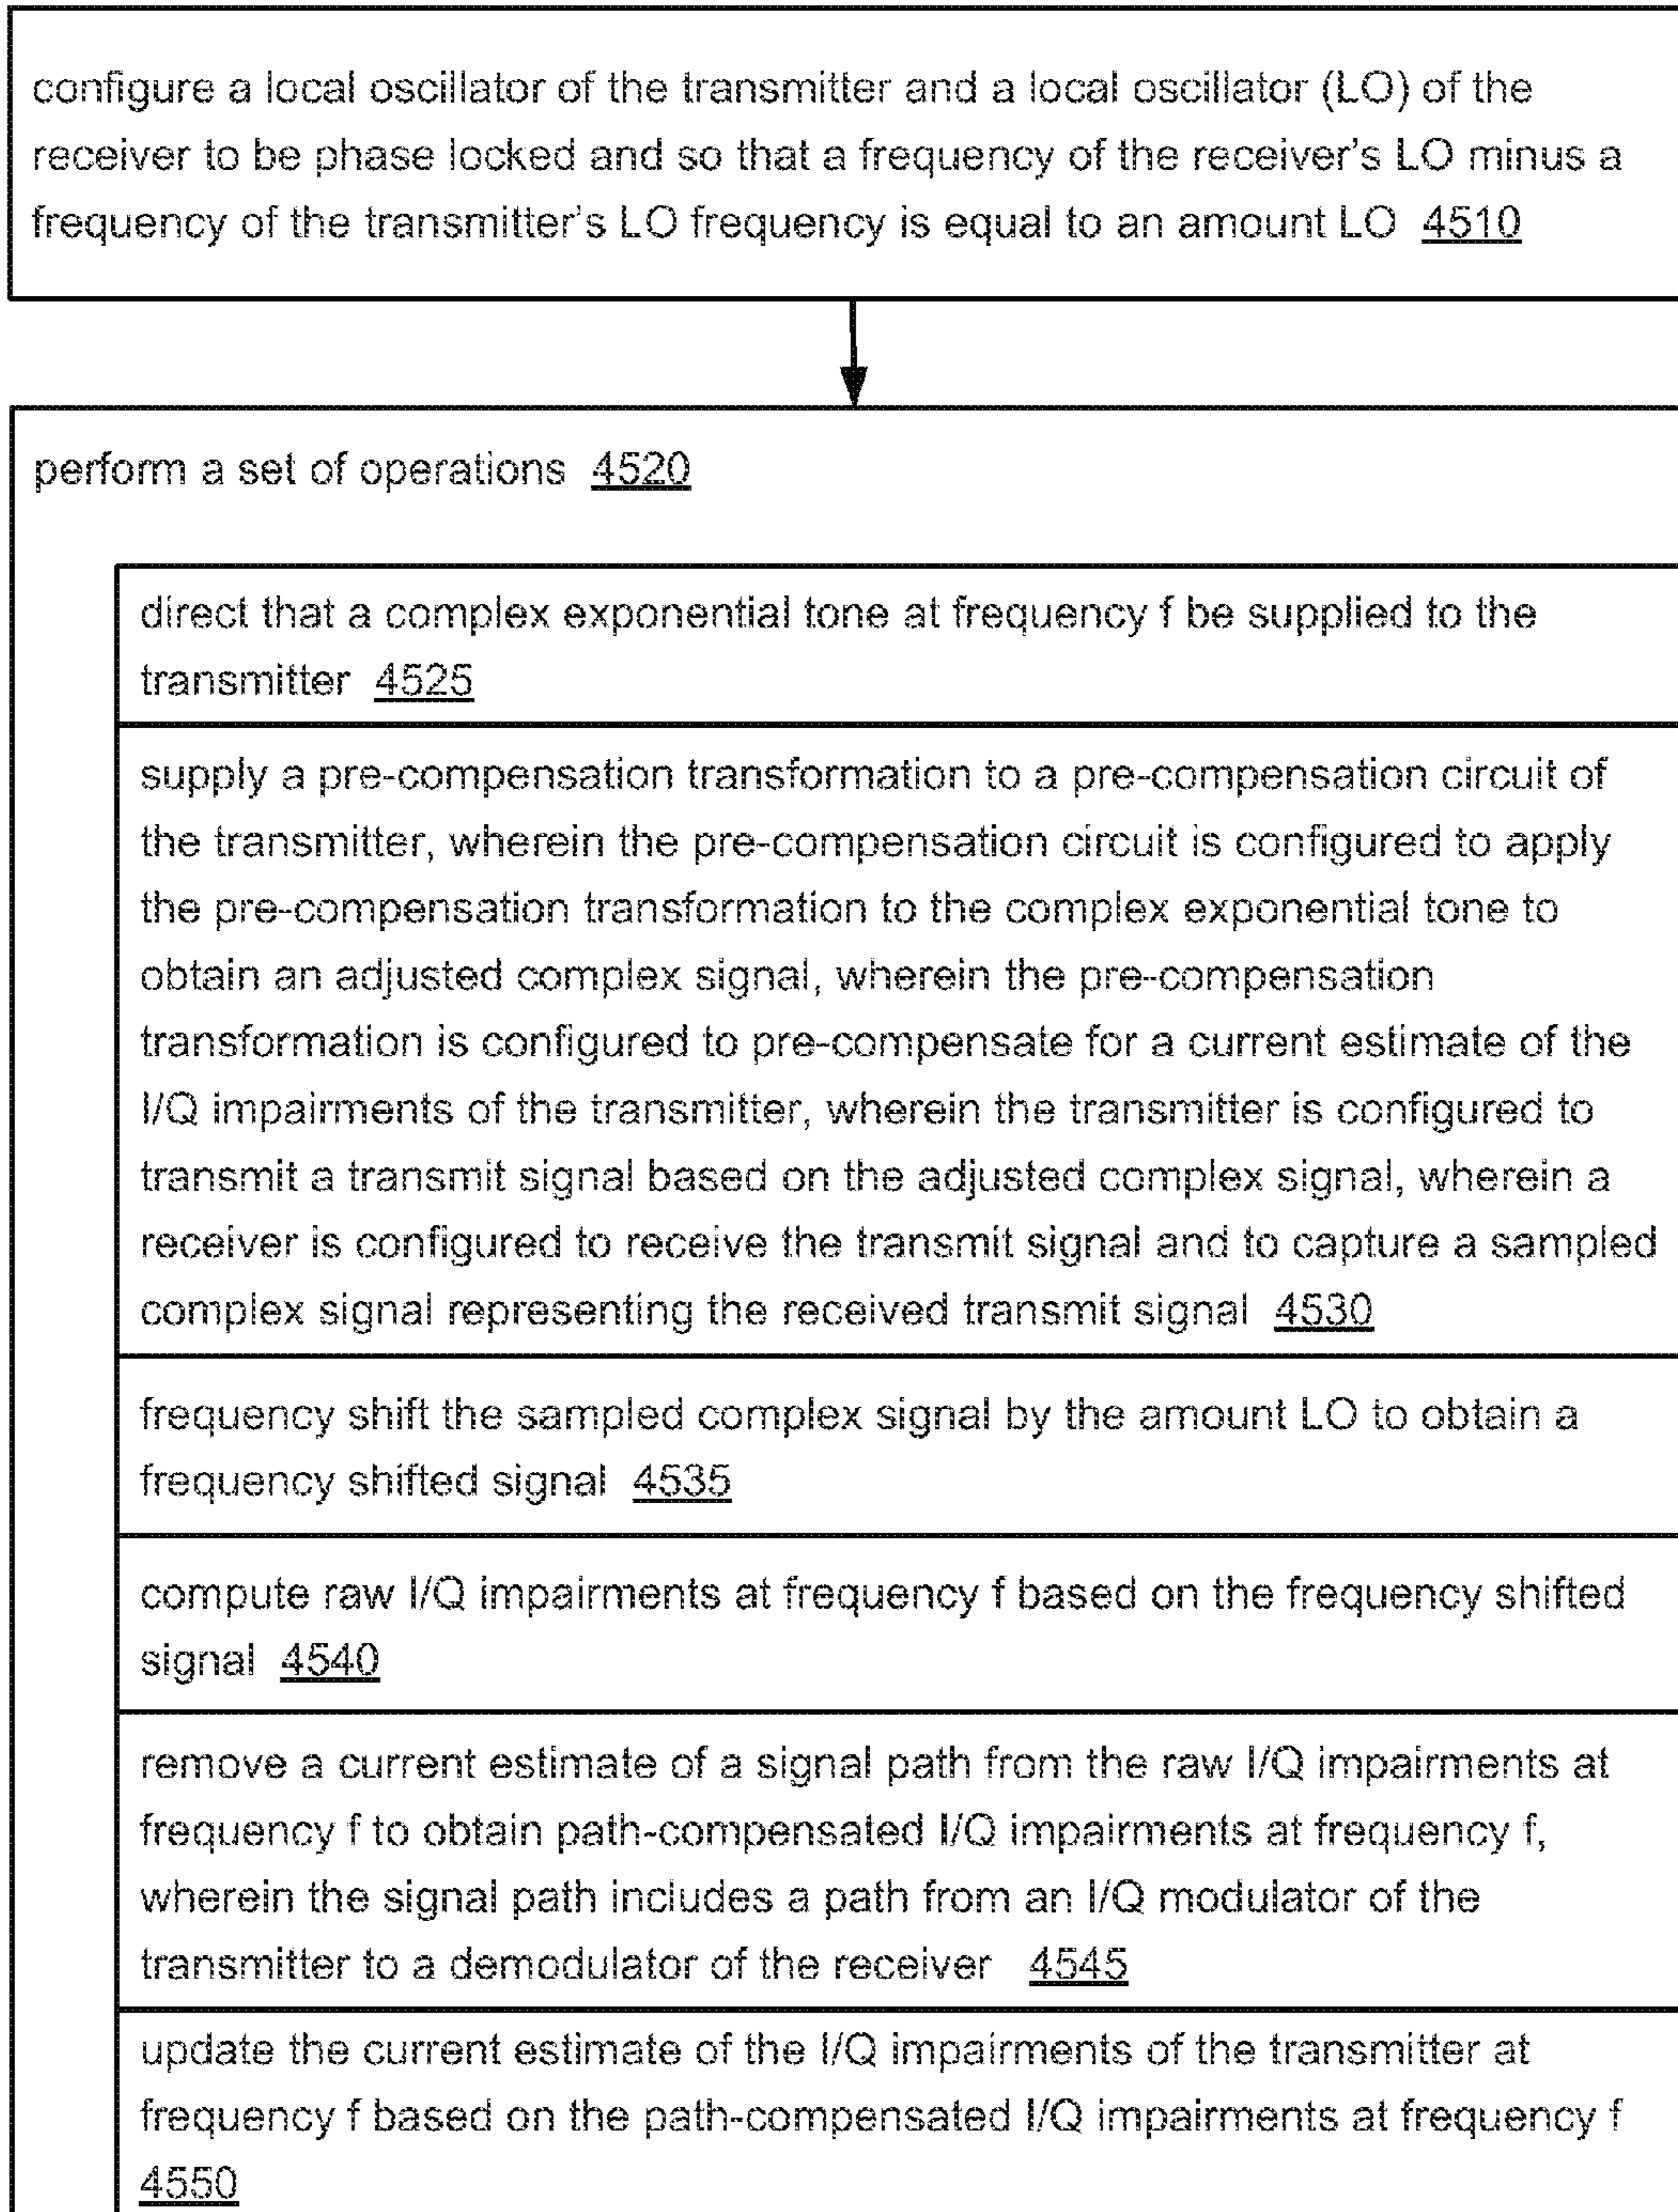 configure a local oscillator of the transmitter and a local oscillator (LO) of the
receiver to be phase locked and so that a frequency of the receiver's LO minus a
frequency of the transmitter's LO frequency is equal to an amount LO 4510
perform a set of operations 4520
direct that a complex exponential tone at frequency f be supplied to the
transmitter 4525
supply a pre-compensation transformation to a pre-compensation circuit of
the transmitter, wherein the pre-compensation circuit is configured to apply
the pre-compensation transformation to the complex exponential tone to
obtain an adjusted complex signal, wherein the pre-compensation
transformation is configured to pre-compensate for a current estimate of the
I/Q impairments of the transmitter, wherein the transmitter is configured to
transmit a transmit signal based on the adjusted complex signal, wherein a
receiver is configured to receive the transmit signal and to capture a sampled
complex signal representing the received transmit signal 4530
frequency shift the sampled complex signal by the amount LO to obtain a
frequency shifted signal 4535
compute raw I/Q impairments at frequency f based on the frequency shifted
signal 4540
remove a current estimate of a signal path from the raw I/Q impairments at
frequency f to obtain path-compensated I/Q impairments at frequency f,
wherein the signal path includes a path from an I/Q modulator of the
transmitter to a demodulator of the receiver 4545
update the current estimate of the I/Q impairments of the transmitter at
frequency f based on the path-compensated I/Q impairments at frequency f
4550